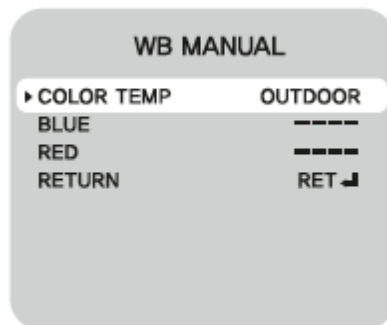 WB MANUAL
▸ COLOR TEMP OUTDOOR
BLUE ----
RED ----
RETURN RET↲